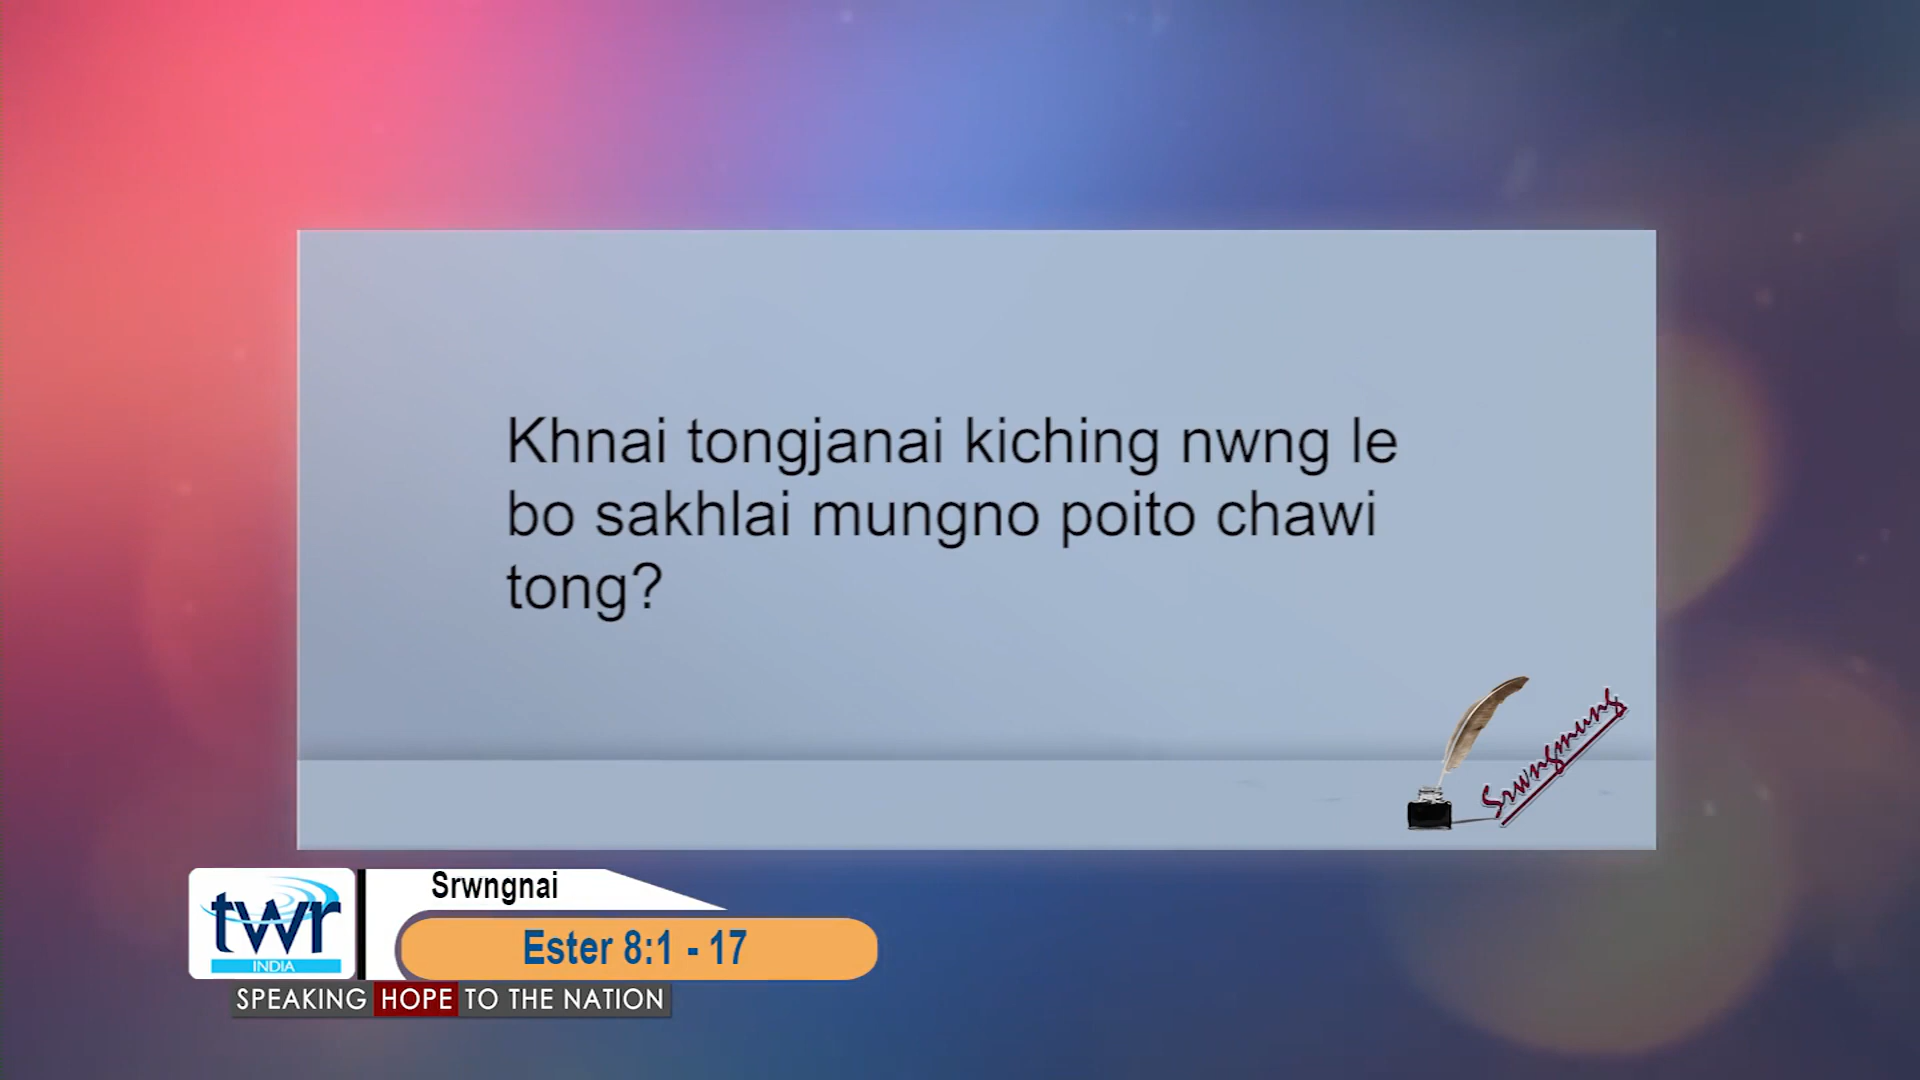 Khnai tongjanai kiching nwng le
bo sakhlai mungno poito chawi
tong?
Srwngmung
twr
INDIA
Srwngnai
Ester 8:1 - 17
SPEAKING HOPE TO THE NATION